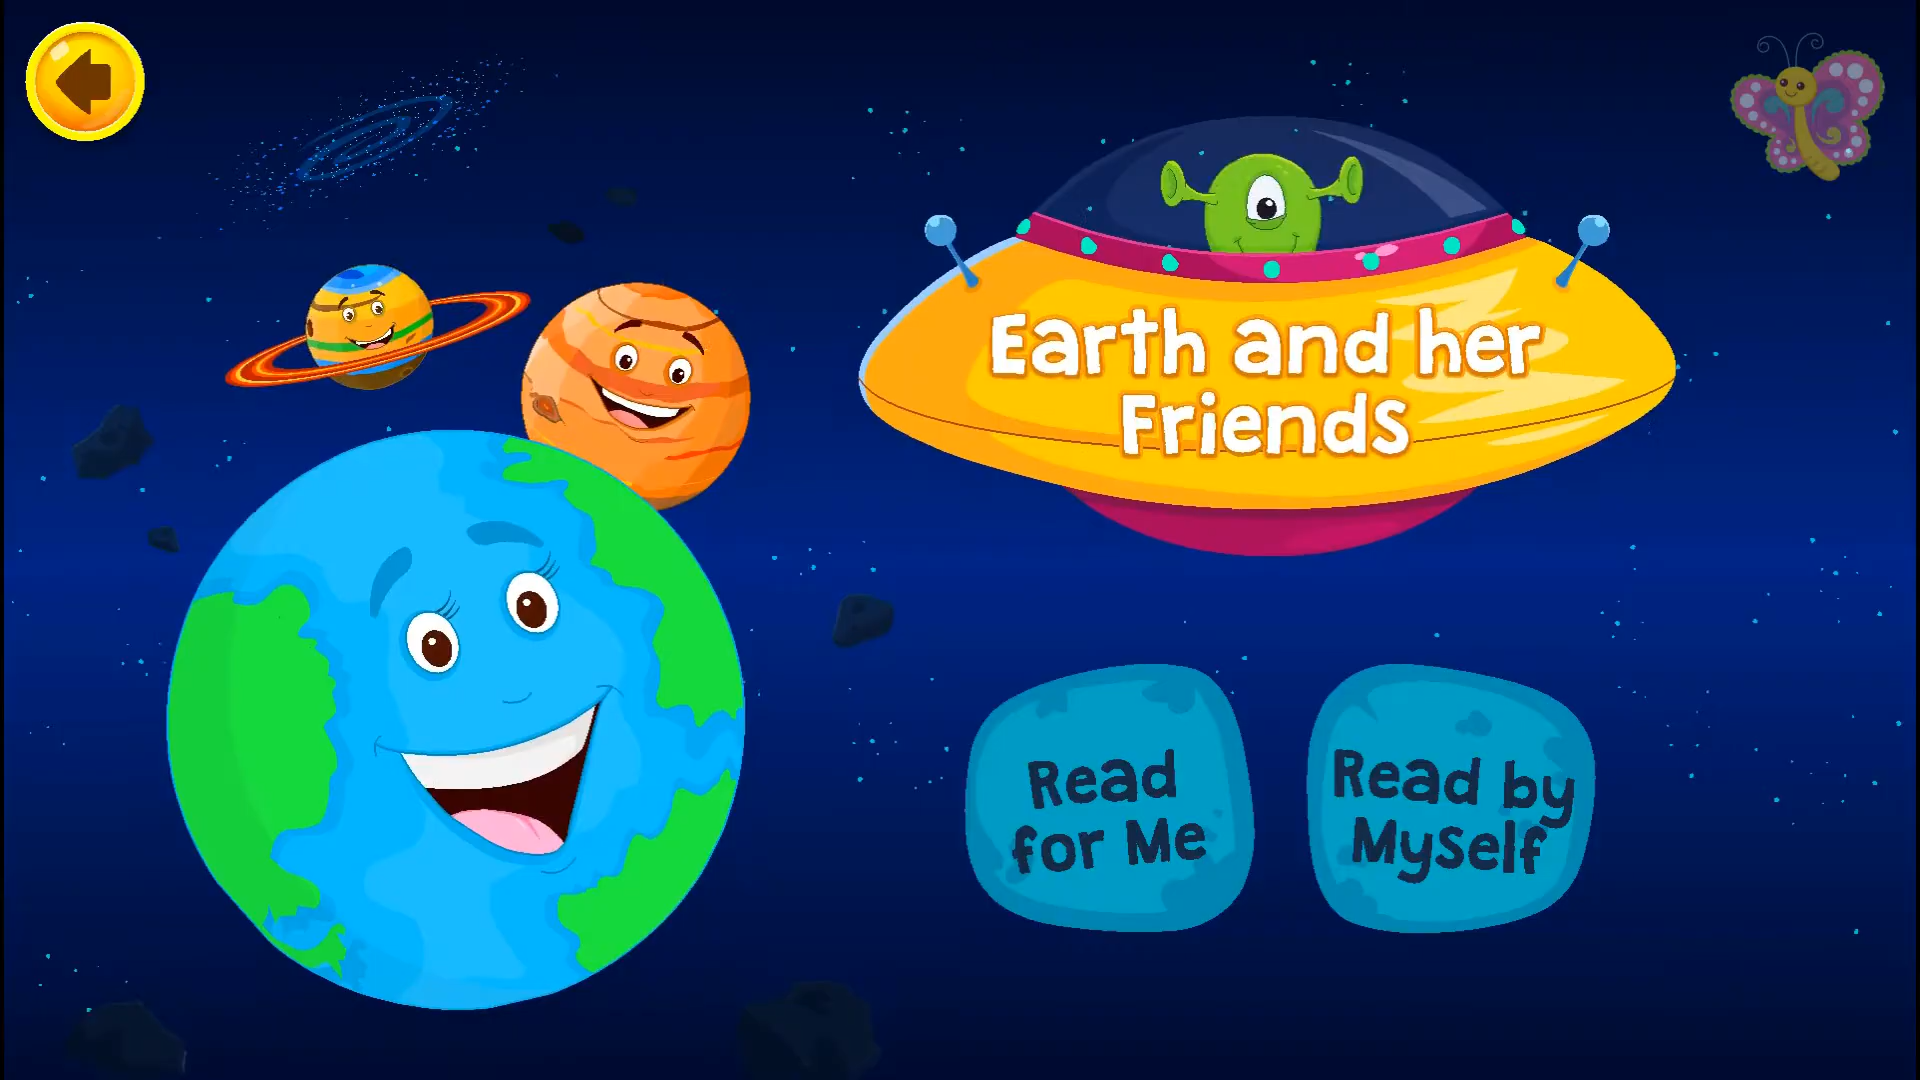 Earth and her
Friends
Read
for Me
Read by
Myself